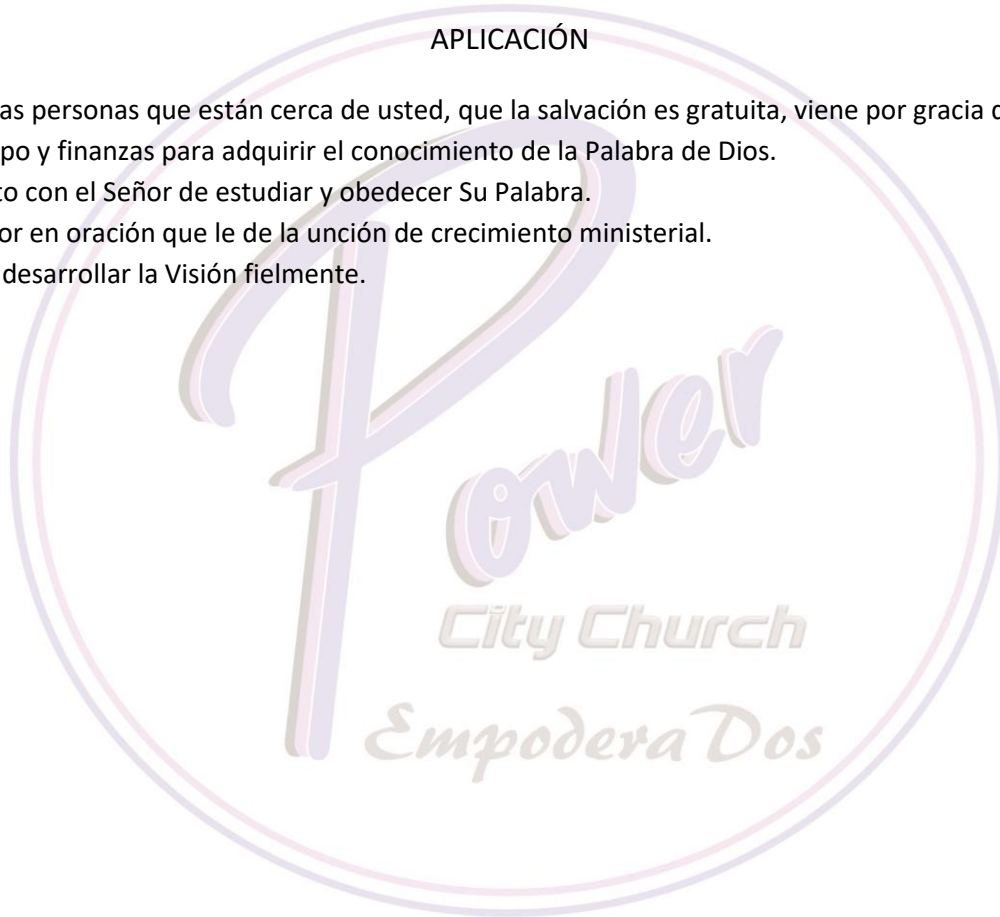 APLICACIÓN
as personas que están cerca de usted, que la salvación es gratuita, viene por gracia
po y finanzas para adquirir el conocimiento de la Palabra de Dios.
to con el Señor de estudiar y obedecer Su Palabra.
or en oración que le de la unción de crecimiento ministerial.
desarrollar la Visión fielmente.
Power
City Church
EmpoderaDos